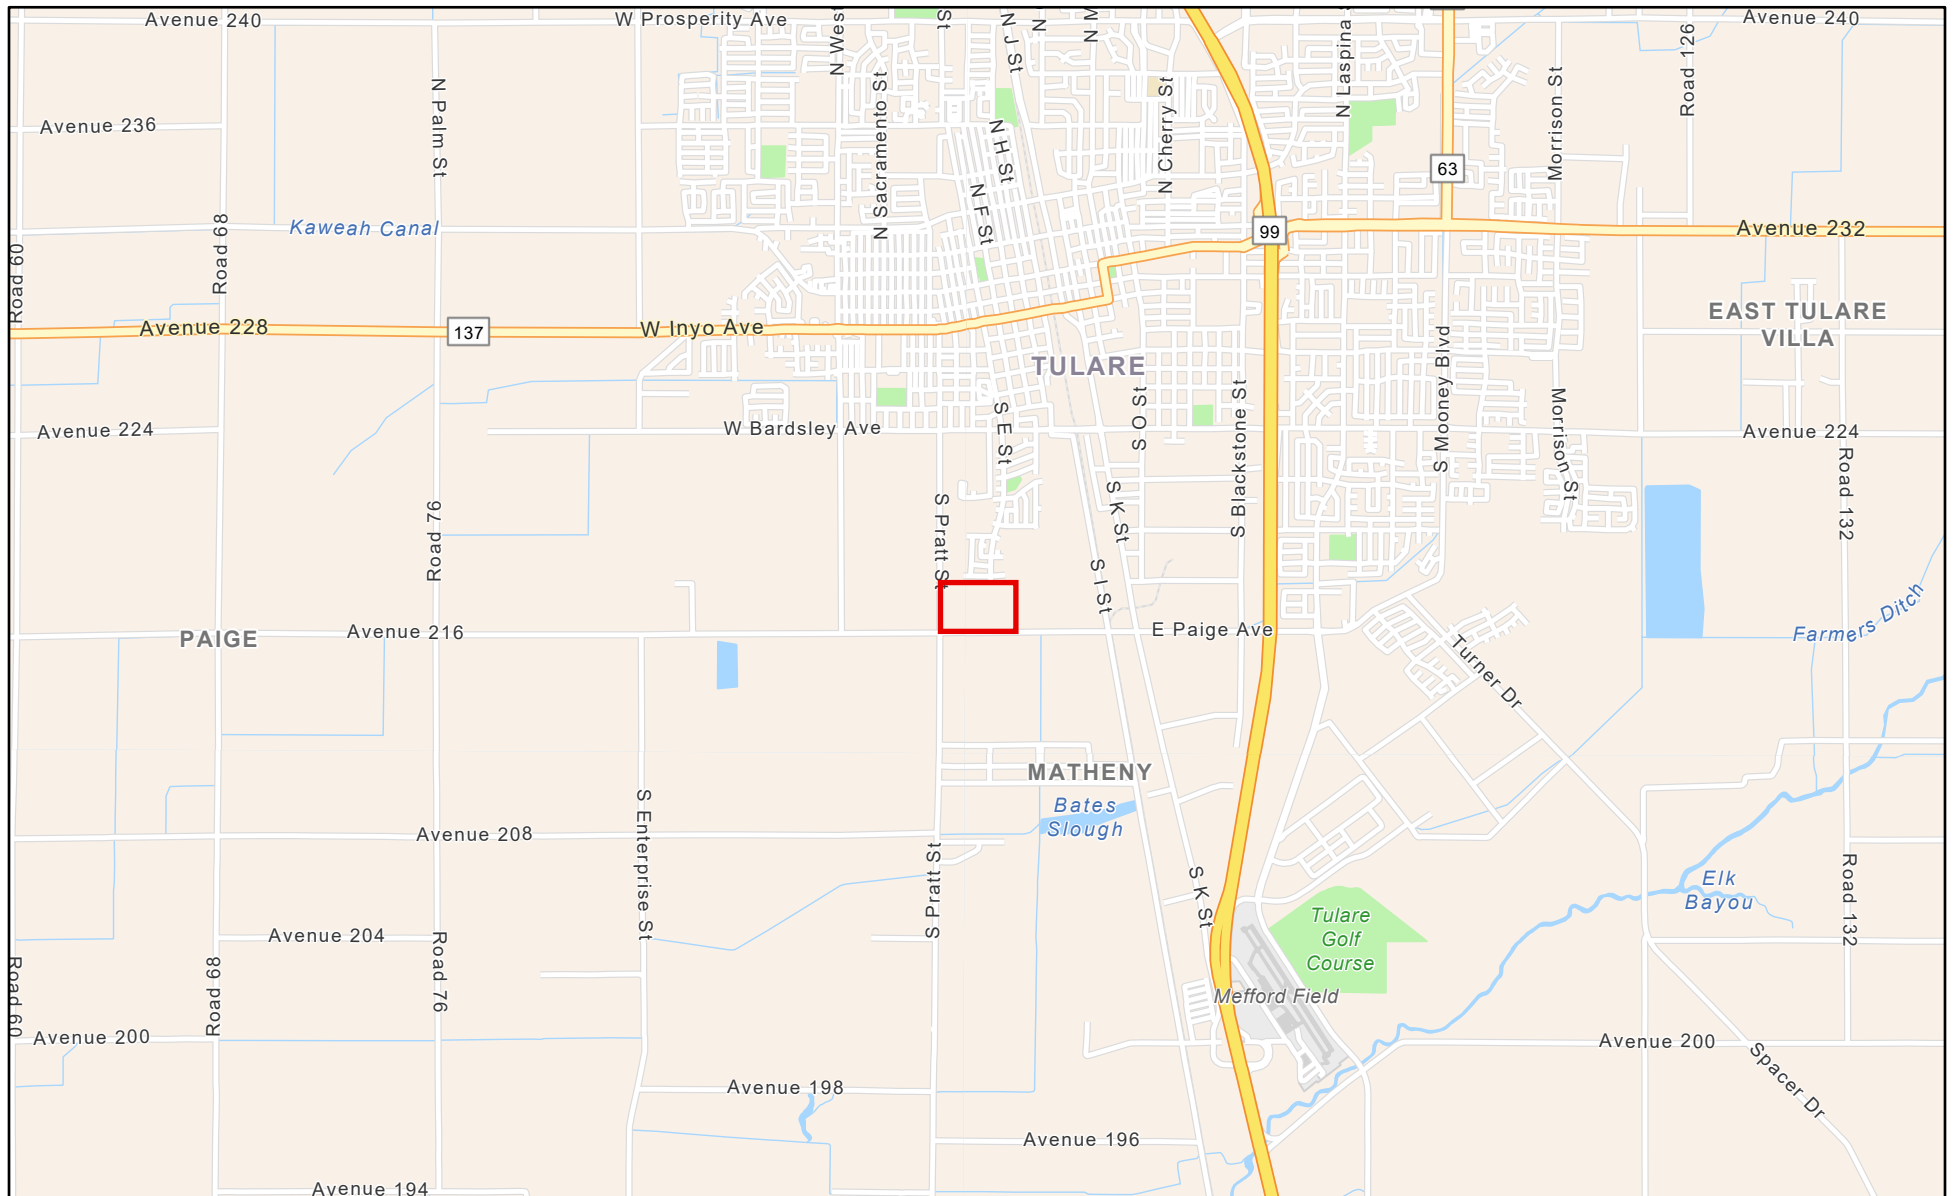 Avenue 240
W Prosperity Ave
N West
St
N J St
N
N M
N Laspina
Avenue 240
Road 126
N Palm St
Avenue 236
N Sacramento St
N H St
N Cherry St
Morrison St
63
N F St
Kaweah Canal
Road 68
Road 60
99
Avenue 232
Avenue 228
137
W Inyo Ave
EAST TULARE
VILLA
TULARE
S Mooney Blvd
S Blackstone St
S O St
S E St
Morrison St
Avenue 224
W Bardsley Ave
Avenue 224
Road 132
Road 76
S Pratt St
S K St
S I St
Farmers Ditch
PAIGE
Avenue 216
E Paige Ave
Turner Dr
MATHENY
Bates
Slough
Avenue 208
S Enterprise St
S Pratt St
S K St
Elk
Bayou
Road 132
Tulare
Golf
Course
Avenue 204
Road 76
Road 68
Road 60
Mefford Field
Avenue 200
Avenue 200
Spacer Dr
Avenue 198
Avenue 196
Avenue 194